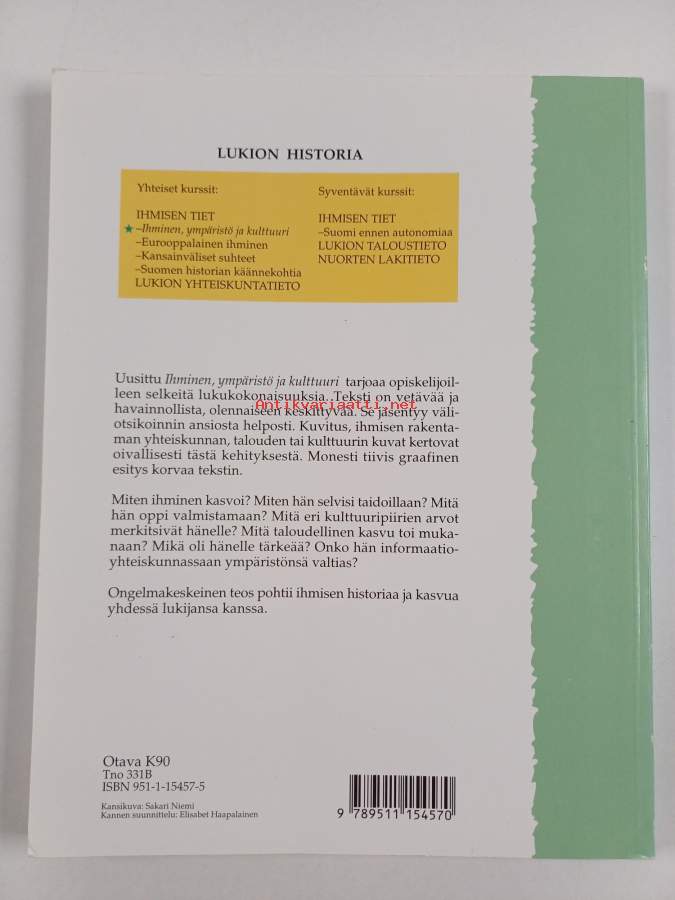 LUKION HISTORIA
Yhteiset kurssit:
IHMISEN TIET
★ –Ihminen, ympäristö ja kulttuuri
–Eurooppalainen ihminen
–Kansainväliset suhteet
–Suomen historian käännekohtia
LUKION YHTEISKUNTATIETO
Syventävät kurssit:
IHMISEN TIET
–Suomi ennen autonomiaa
LUKION TALOUSTIETO
NUORTEN LAKITIETO
Uusittu Ihminen, ympäristö ja kulttuuri tarjoaa opiskelijoil-
leen selkeitä lukukokonaisuuksia. Teksti on vetävää ja
havainnollista, olennaiseen keskittyvää. Se jäsentyy väli-
otsikoinnin ansiosta helposti. Kuvitus, ihmisen rakenta-
man yhteiskunnan, talouden tai kulttuurin kuvat kertovat
oivallisesti tästä kehityksestä. Monesti tiivis graafinen
esitys korvaa tekstin.
Antikvariaatti.net
Miten ihminen kasvoi? Miten hän selvisi taidoillaan? Mitä
hän oppi valmistamaan? Mitä eri kulttuuripiirien arvot
merkitsivät hänelle? Mitä taloudellinen kasvu toi muka-
naan? Mikä oli hänelle tärkeää? Onko hän informaatio-
yhteiskunnassaan ympäristönsä valtias?
Ongelmakeskeinen teos pohtii ihmisen historiaa ja kasvua
yhdessä lukijansa kanssa.
Otava K90
Tno 331B
ISBN 951-1-15457-5
Kansikuva: Sakari Niemi
Kannen suunnittelu: Elisabet Haapalainen
9 789511 154570